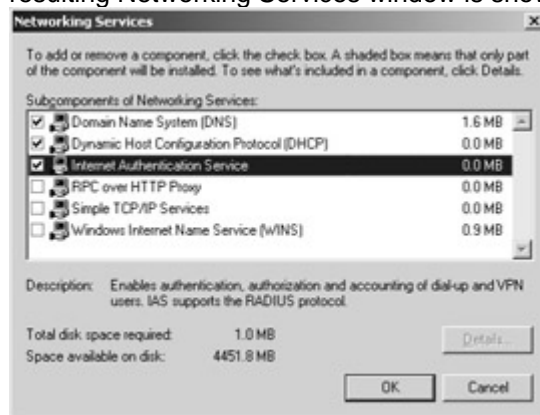 resulting Networking Services window is sho
Networking Services
To add or remove a component, click the check box. A shaded box means that only part
of the component will be installed. To see what's included in a component, click Details.
Subcomponents of Networking Services:
Domain Name System (DNS) 1.6 MB
Dynamic Host Configuration Protocol (DHCP) 0.0 MB
Internet Authentication Service 0.0 MB
RPC over HTTP Proxy 0.0 MB
Simple TCP/IP Services 0.0 MB
Windows Internet Name Service (WINS) 0.9 MB
Description: Enables authentication, authorization and accounting of dial-up and VPN
users. IAS supports the RADIUS protocol.
Total disk space required: 1.0 MB
Details...
Space available on disk: 4451.8 MB
OK Cancel